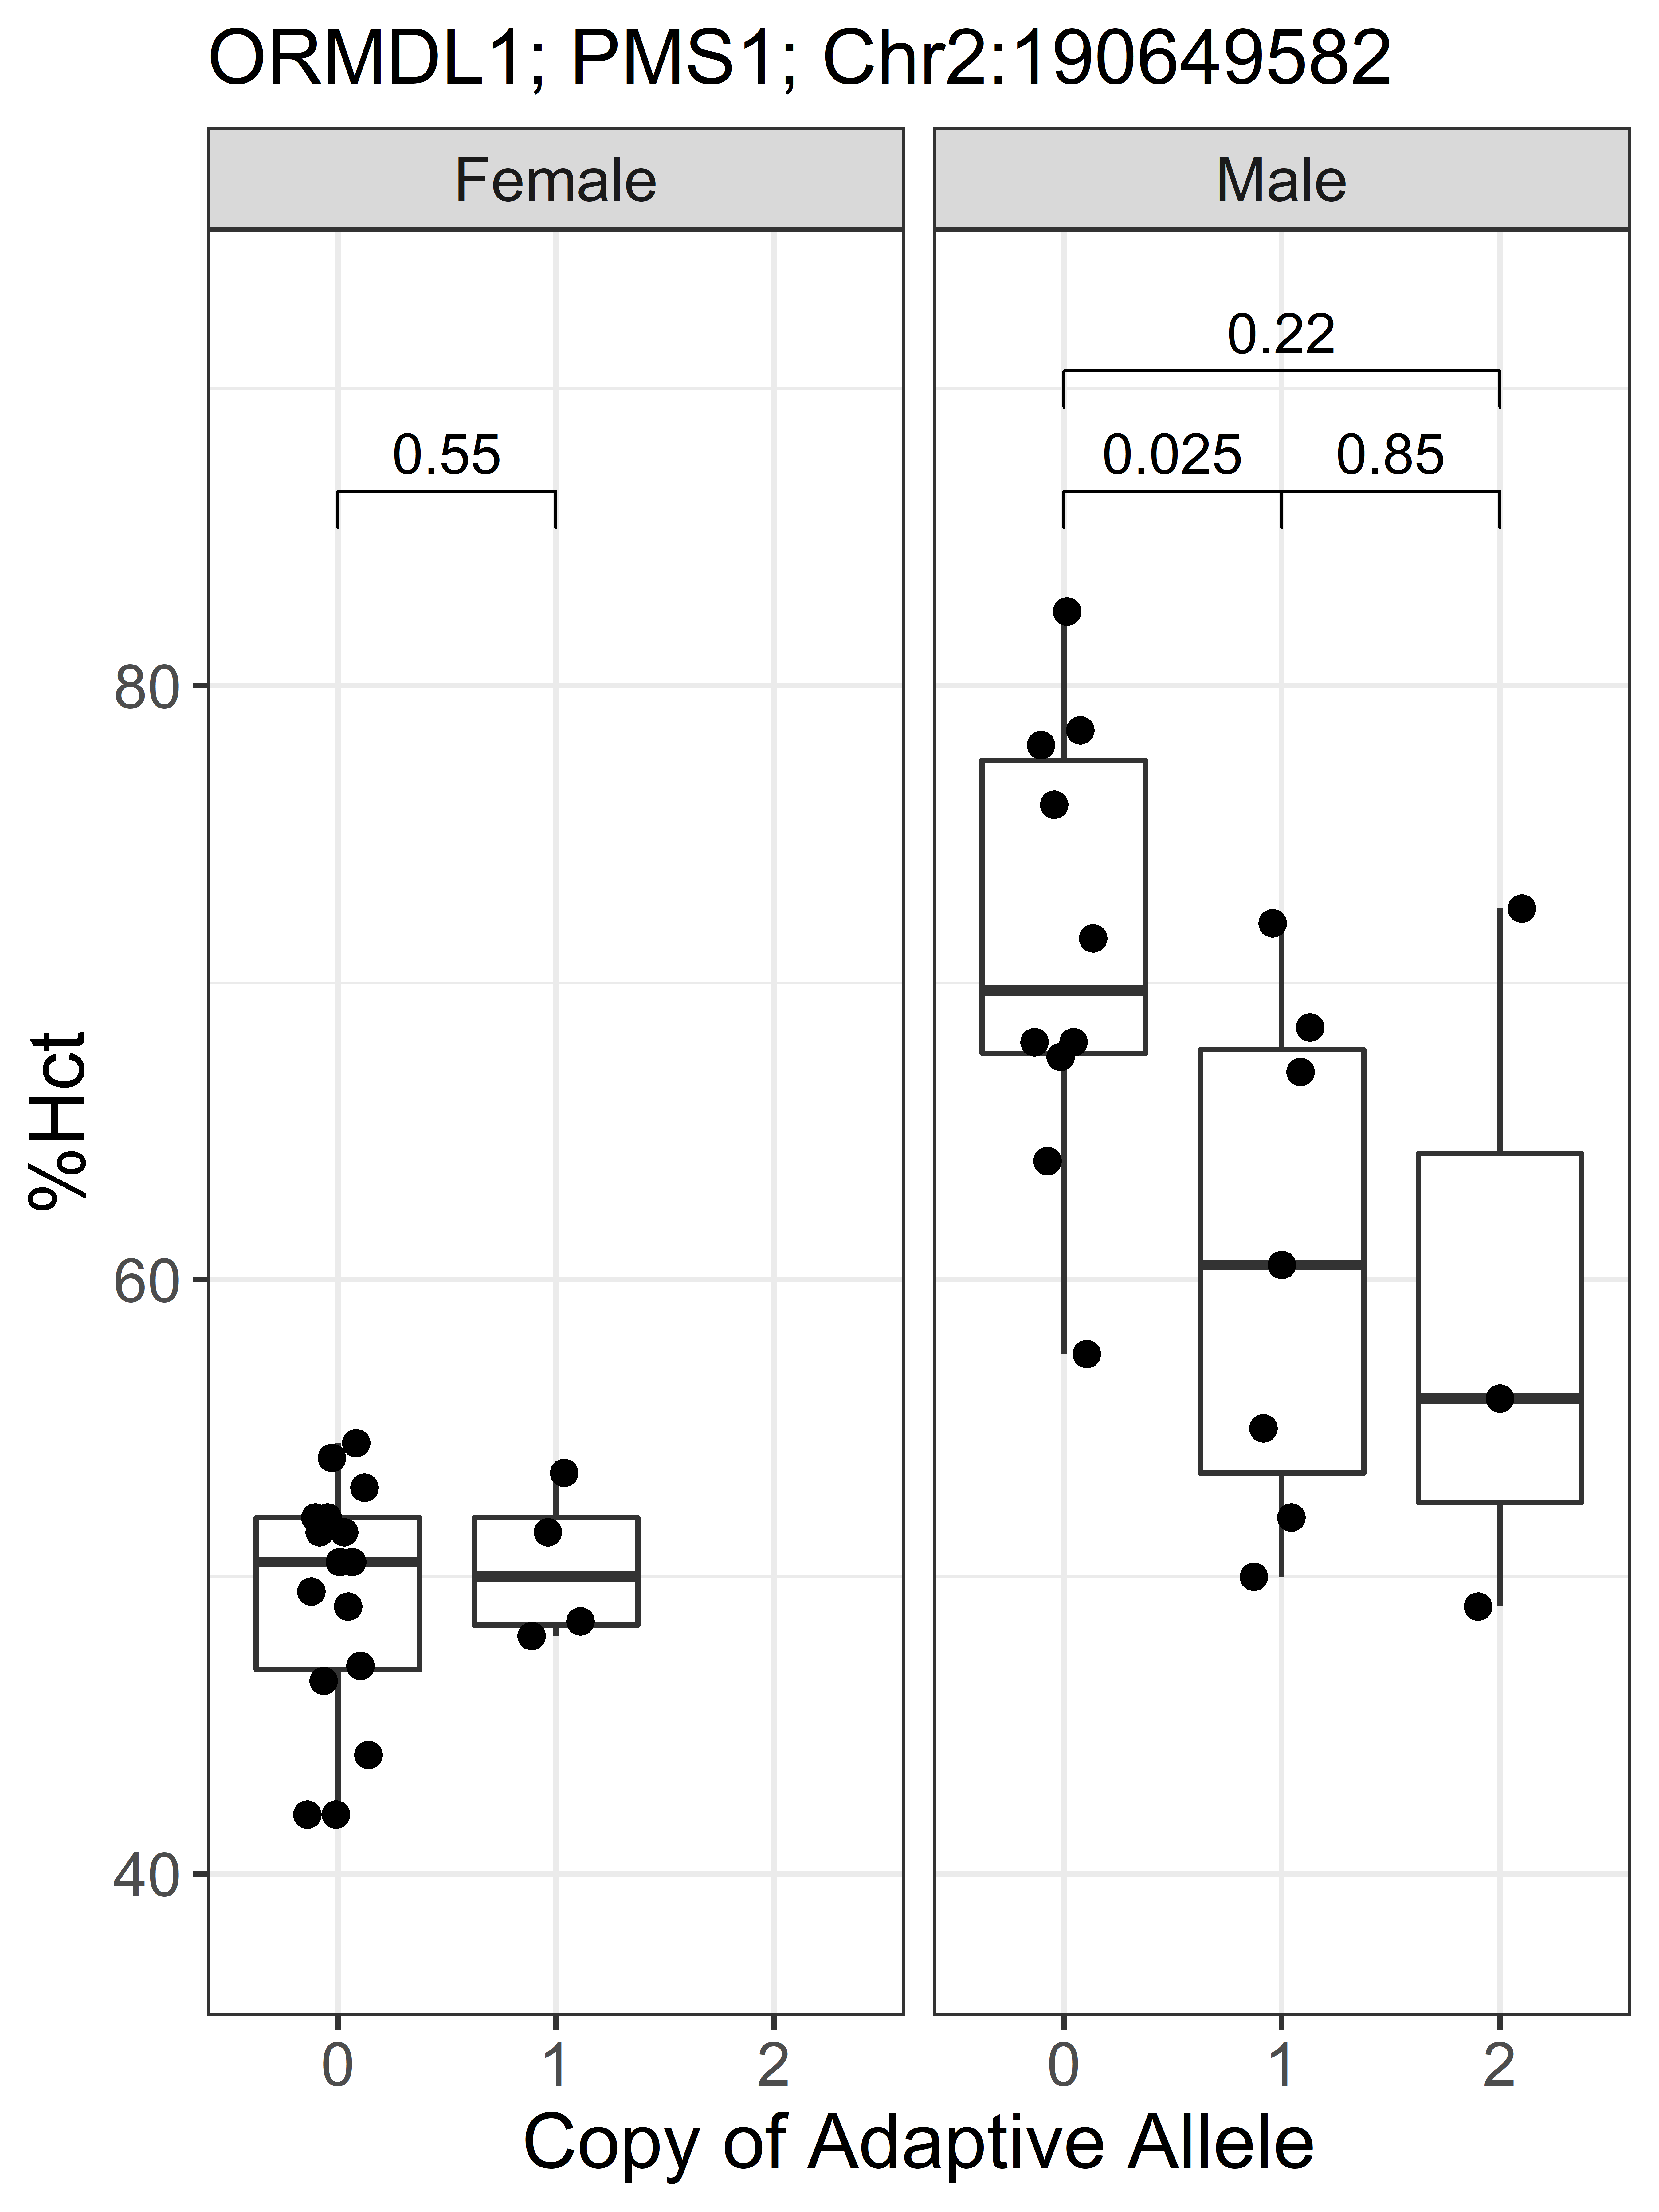 ORMDL1; PMS1; Chr2:190649582
Female
Male
0.22
0.55
0.025
0.85
80
60
40
%Hct
0 1 2
0 1 2
Copy of Adaptive Allele